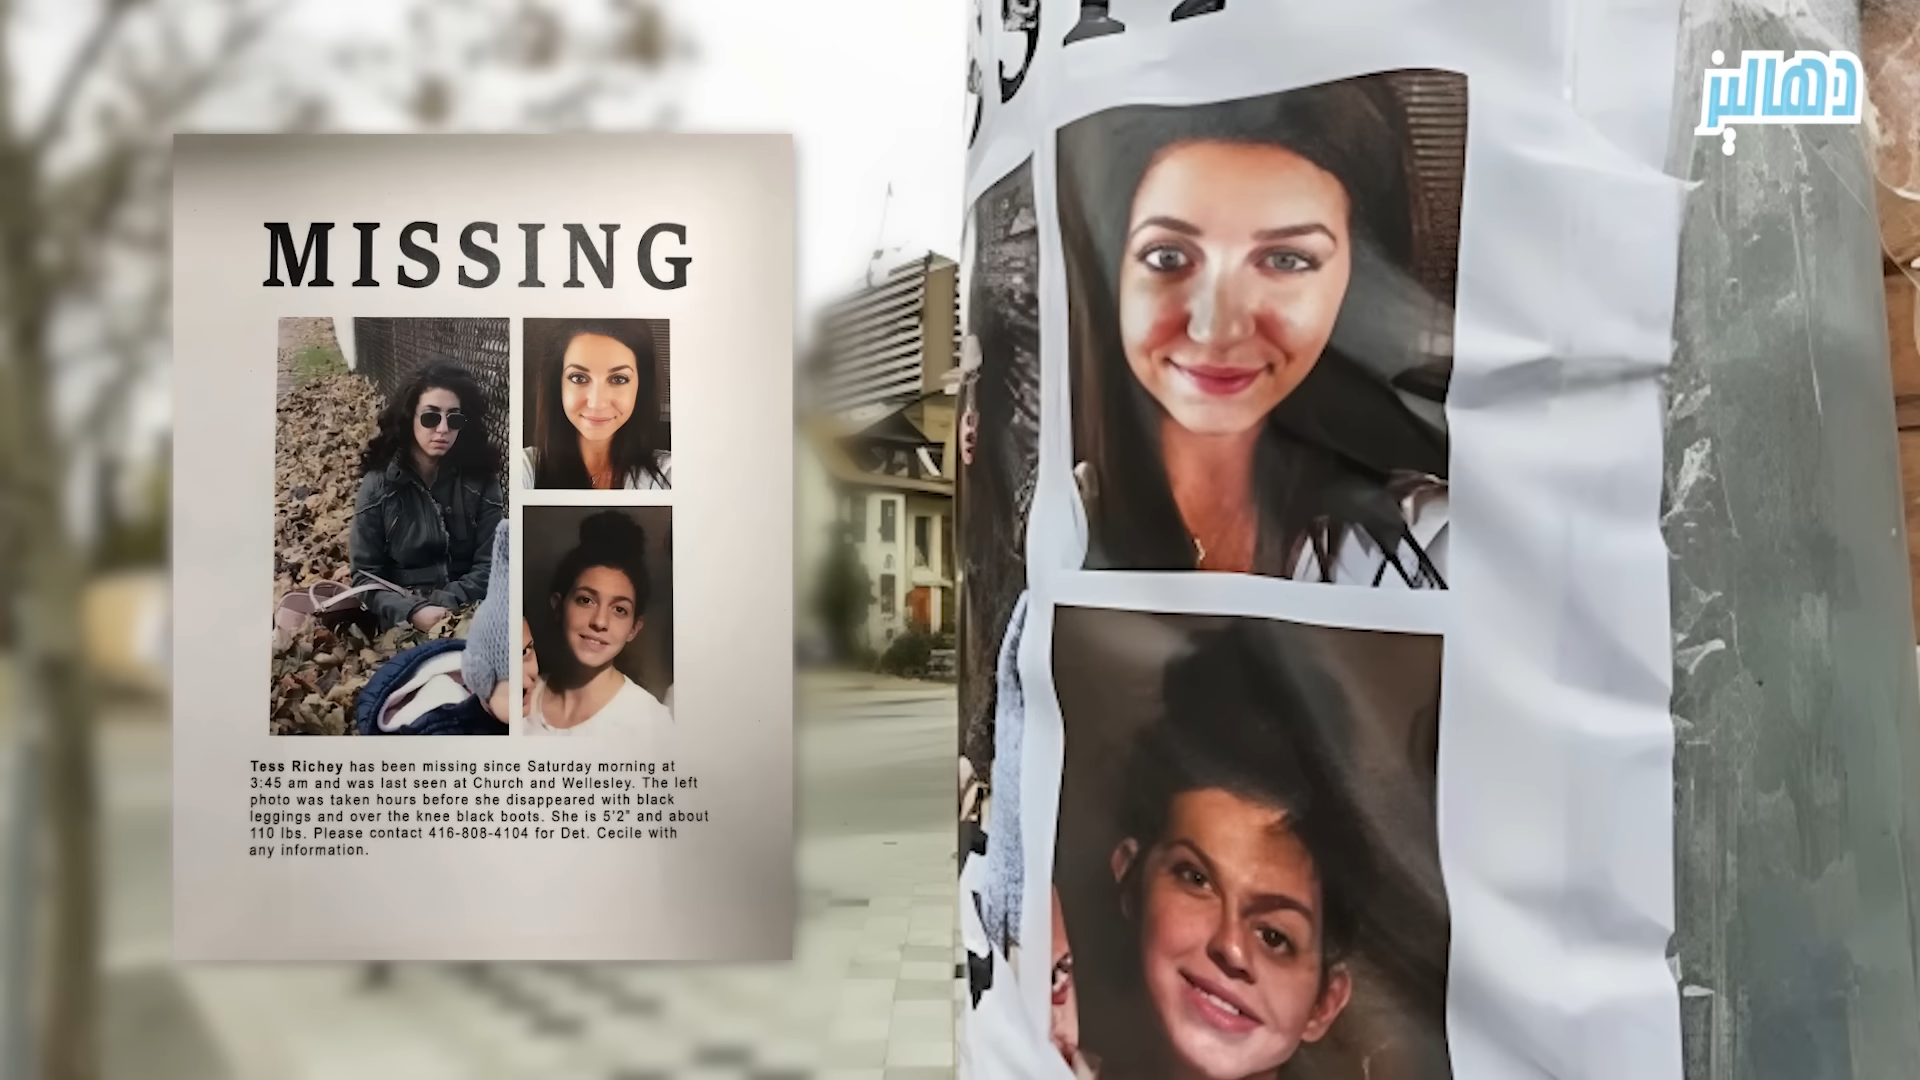 دهاليز
MISSING
Tess Richey has been missing since Saturday morning at
3:45 am and was last seen at Church and Wellesley. The left
photo was taken hours before she disappeared with black
leggings and over the knee black boots. She is 5'2" and about
110 lbs. Please contact 416-808-4104 for Det. Cecile with
any information.